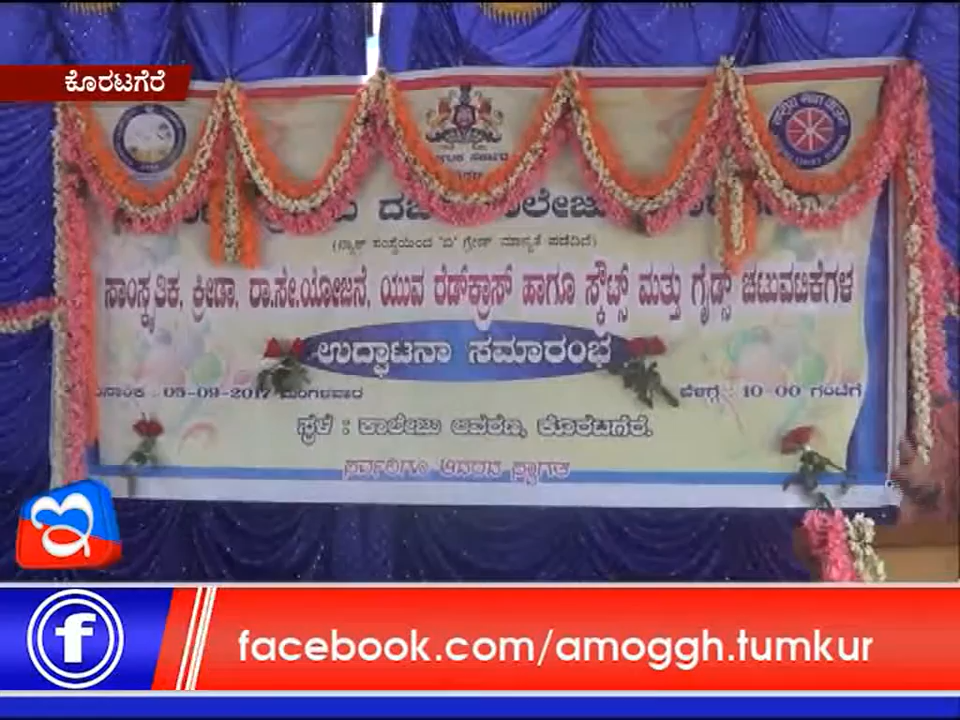 ಕೊರಟಗೆರೆ
(ನ್ಯಾಕ್ ಸಂಸ್ಥೆಯಿಂದ 'ಬಿ' ಗ್ರೇಡ್ ಮಾನ್ಯತೆ ಪಡೆದಿದೆ)
ಸಾಂಸ್ಕೃತಿಕ, ಕ್ರೀಡಾ, ರಾ.ಸೇ.ಯೋಜನೆ, ಯುವ ರೆಡ್‌ಕ್ರಾಸ್ ಹಾಗೂ ಸ್ಕೌಟ್ಸ್ ಮತ್ತು ಗೈಡ್ಸ್ ಚಟುವಟಿಕೆಗಳ
ಉದ್ಘಾಟನಾ ಸಮಾರಂಭ
05-09-2017 ಮಂಗಳವಾರ ಬೆಳಗ್ಗೆ : 10-00 ಗಂಟೆಗೆ
ಸ್ಥಳ : ಕಾಲೇಜು ಆವರಣ, ಕೊರಟಗೆರೆ.
ಸರ್ವರಿಗೂ ಆದರದ ಸ್ವಾಗತ
ಇ
f facebook.com/amoggh.tumkur